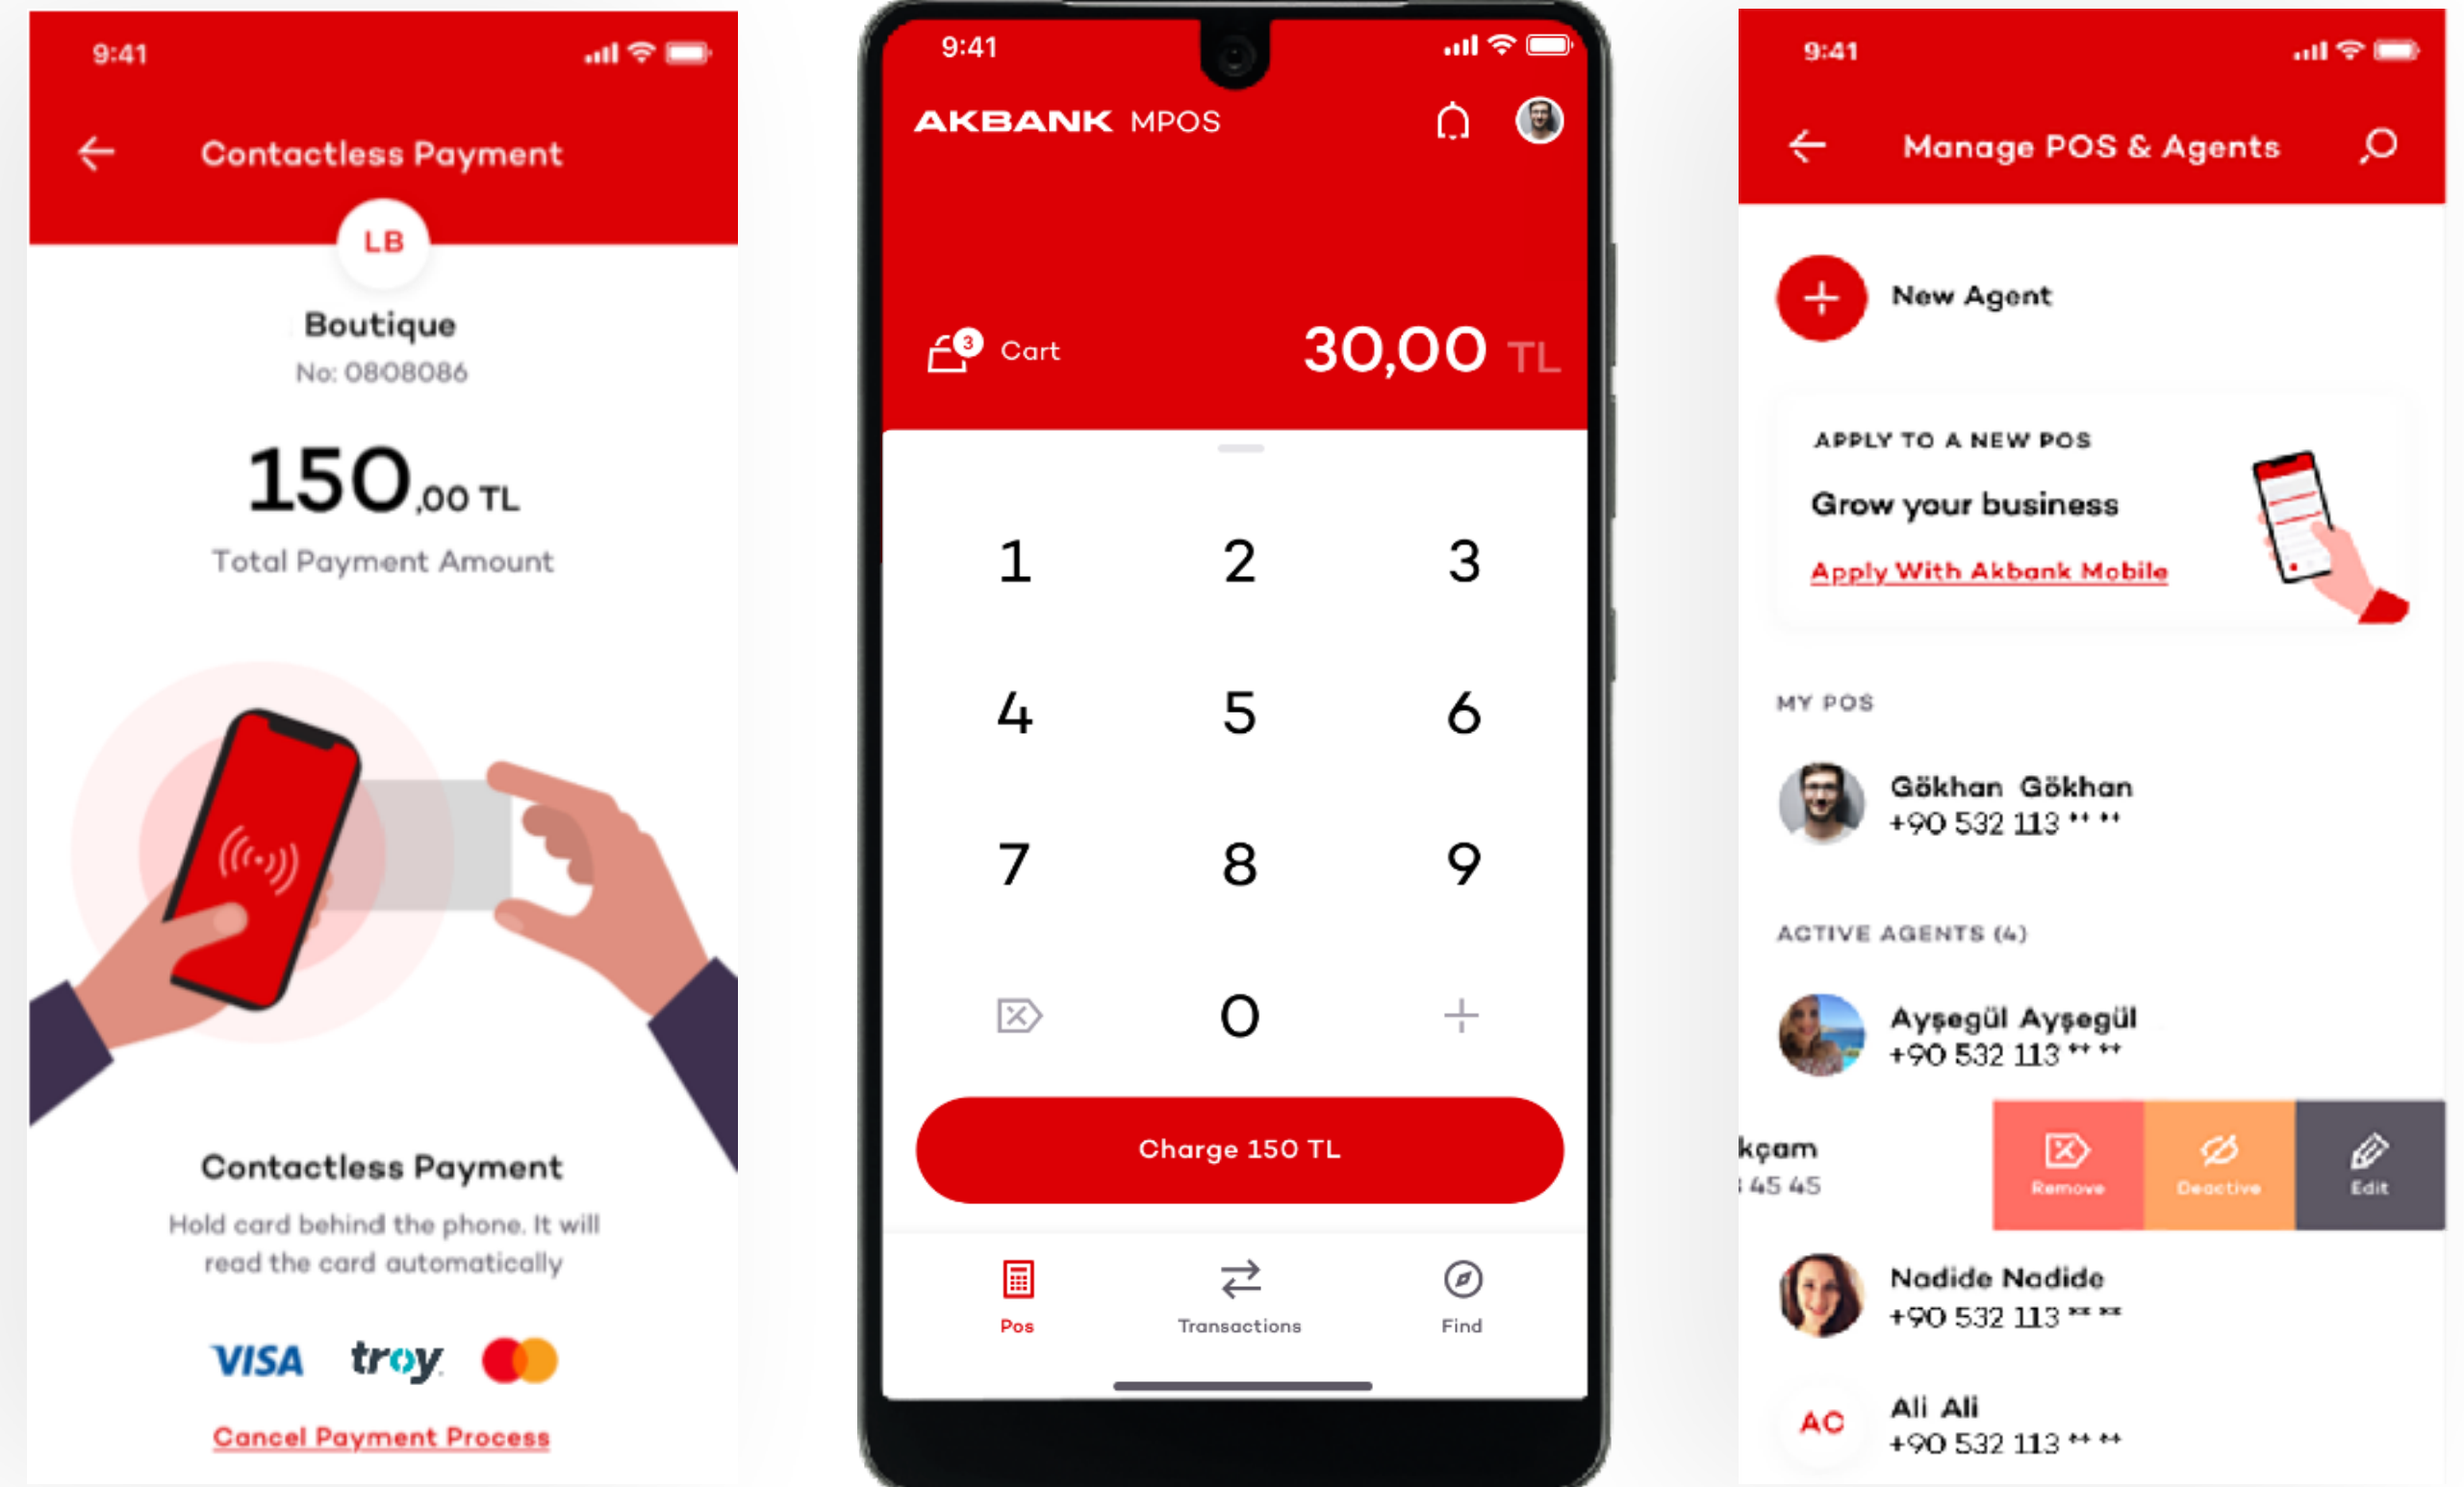 9:41
Contactless Payment
LB
Boutique
No: 0808086
150,00 TL
Total Payment Amount
Contactless Payment
Hold card behind the phone. It will
read the card automatically
VISA troy
Cancel Payment Process
9:41
AKBANK MPOS
3 Cart 30,00 TL
1 2 3
4 5 6
7 8 9
0 +
Charge 150 TL
Pos Transactions Find
9:41
Manage POS & Agents
New Agent
APPLY TO A NEW POS
Grow your business
Apply With Akbank Mobile
MY POS
Gökhan Gökhan
+90 532 113 ** **
ACTIVE AGENTS (4)
Ayşegül Ayşegül
+90 532 113 ** **
kçam
45 45
Remove Deactive Edit
Nadide Nadide
+90 532 113 ** **
AC
Ali Ali
+90 532 113 ** **